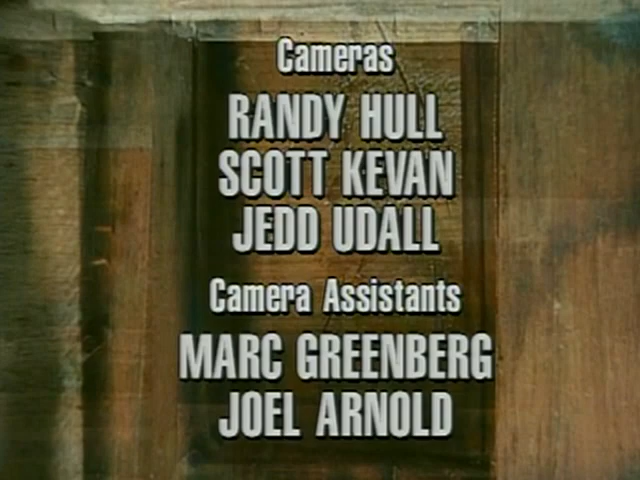 Cameras
RANDY HULL
SCOTT KEVAN
JEDD UDALL
Camera Assistants
MARC GREENBERG
JOEL ARNOLD